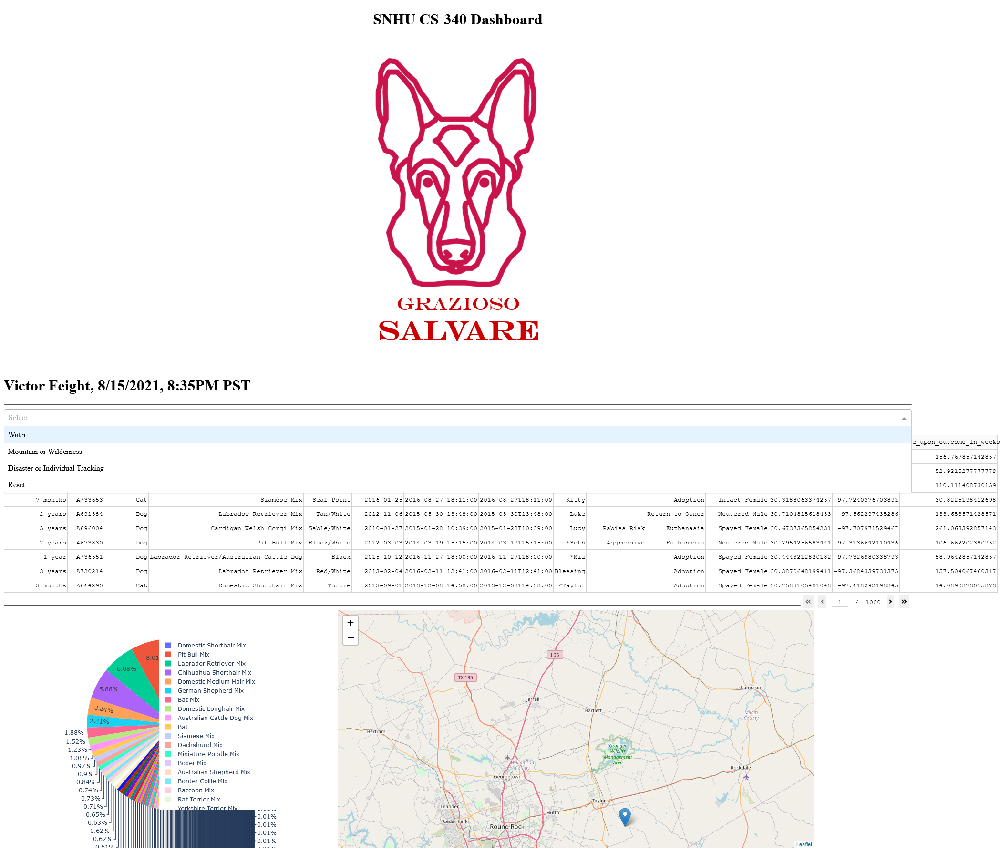 SNHU CS-340 Dashboard
GRAZIOSO
SALVARE
Victor Feight, 8/15/2021, 8:35PM PST
Select...
Water
Mountain or Wilderness
Disaster or Individual Tracking
Reset
e_upon_outcome_in_weeks
156.767857142857
52.9215277777778
110.111408730159
7 months A733653 Cat Siamese Mix Seal Point 2016-01-25 2016-08-27 18:11:00 2016-08-27T18:11:00 Kitty Adoption Intact Female 30.3188063374257 -97.7240376703891 30.8225198412698
2 years A691584 Dog Labrador Retriever Mix Tan/White 2012-11-06 2015-05-30 13:48:00 2015-05-30T13:48:00 Luke Return to Owner Neutered Male 30.7104815618433 -97.562297435286 133.653571428571
5 years A696004 Dog Cardigan Welsh Corgi Mix Sable/White 2010-01-27 2015-01-28 10:39:00 2015-01-28T10:39:00 Lucy Rabies Risk Euthanasia Spayed Female 30.6737365854231 -97.707971529467 261.063392857143
2 years A673830 Dog Pit Bull Mix Black/White 2012-03-03 2014-03-19 15:15:00 2014-03-19T15:15:00 *Seth Aggressive Euthanasia Neutered Male 30.2954256583441 -97.3136642110436 106.662202380952
1 year A736551 Dog Labrador Retriever/Australian Cattle Dog Black 2015-10-12 2016-11-27 18:00:00 2016-11-27T18:00:00 *Mia Adoption Spayed Female 30.4443212820182 -97.7326980338793 58.9642857142857
3 years A720214 Dog Labrador Retriever Mix Red/White 2013-02-04 2016-02-11 12:41:00 2016-02-11T12:41:00 Blessing Adoption Spayed Female 30.3870648199411 -97.3684339731375 157.504067460317
3 months A664290 Cat Domestic Shorthair Mix Tortie 2013-09-01 2013-12-08 14:58:00 2013-12-08T14:58:00 *Taylor Adoption Spayed Female 30.7583105481048 -97.618292198845 14.0890873015873
« ‹ 1 / 1000 › »
8.01
6.08%
5.88%
3.24%
2.41%
1.88%
1.52%
1.23%
1.08%
0.97%
0.9%
0.84%
0.74%
0.73%
0.71%
0.65%
0.63%
0.62%
0.62%
0.61%
Domestic Shorthair Mix
Pit Bull Mix
Labrador Retriever Mix
Chihuahua Shorthair Mix
Domestic Medium Hair Mix
German Shepherd Mix
Bat Mix
Domestic Longhair Mix
Australian Cattle Dog Mix
Bat
Siamese Mix
Dachshund Mix
Miniature Poodle Mix
Boxer Mix
Australian Shepherd Mix
Border Collie Mix
Raccoon Mix
Rat Terrier Mix
Yorkshire Terrier Mix
0.01%
0.01%
0.01%
0.01%
+
−
I 35
TX 195
Cameron
Jarrell
Bartlett
Milam
County
Bertram
Granger
Wildlife
Management
Area
Williamson
County
Rockdale
Georgetown
Taylor
Leander
Hutto
Cedar Park
Round Rock
Leaflet